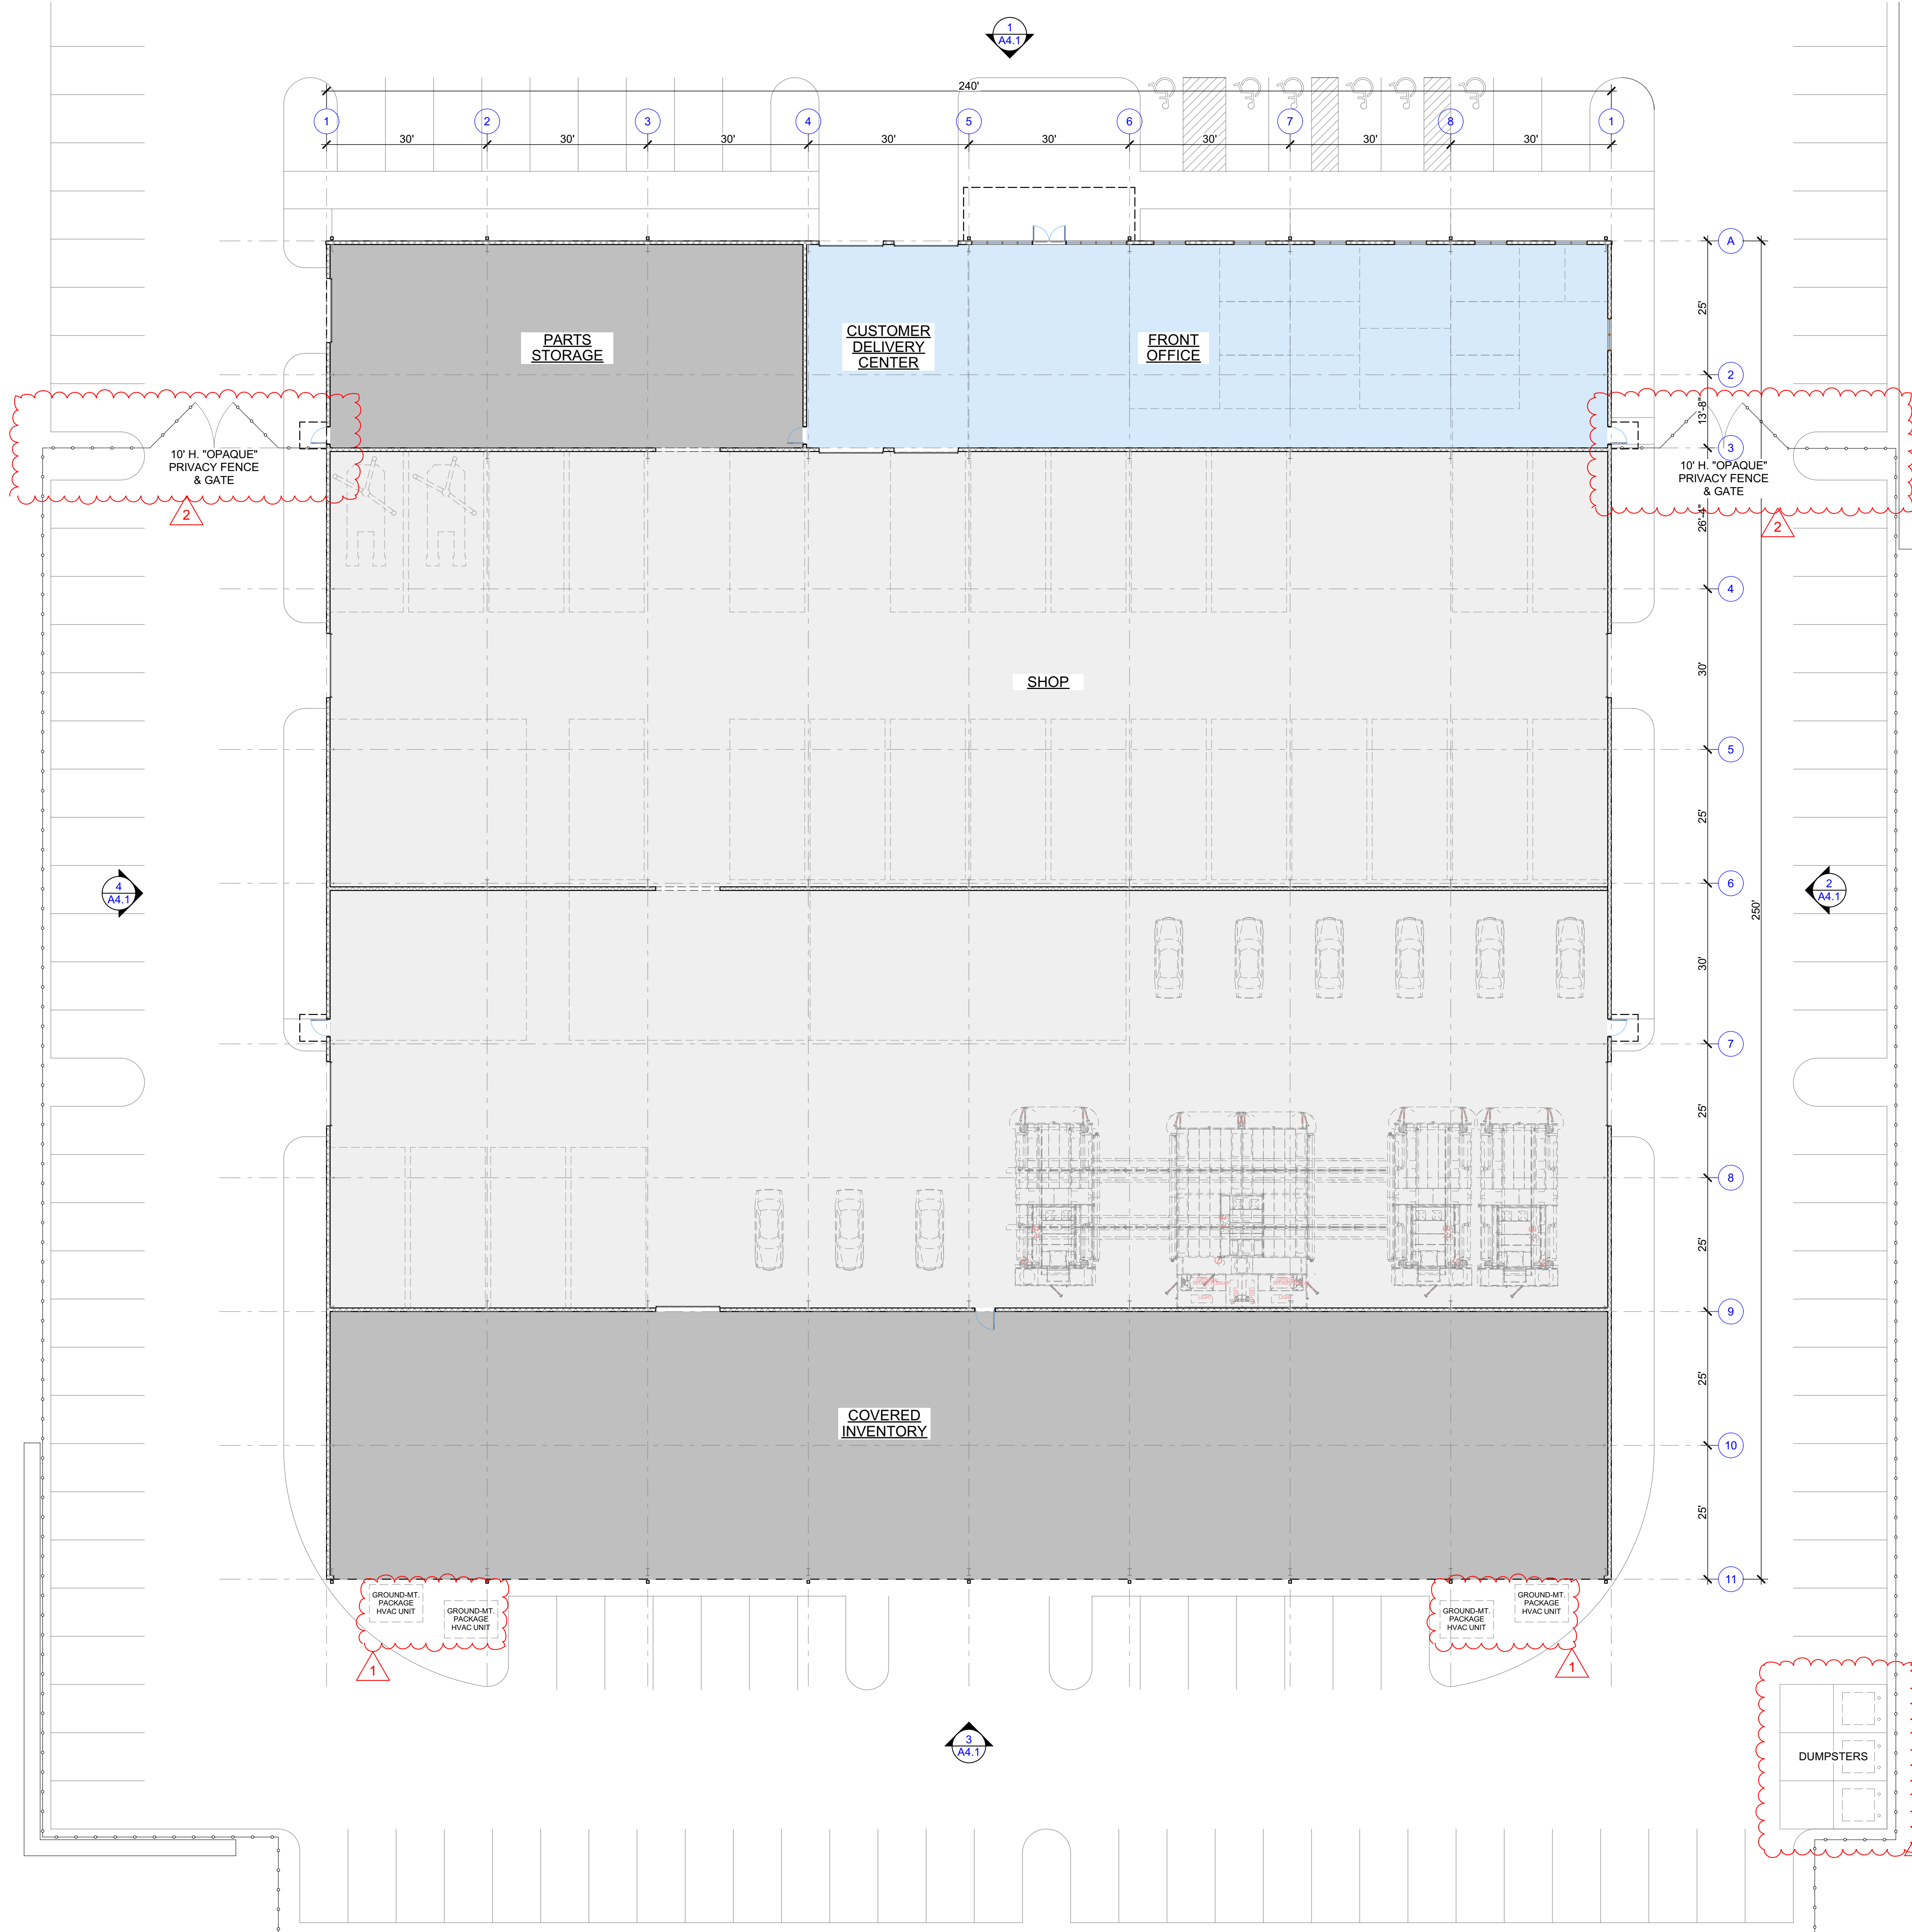 1
A4.1
240'
1
2
3
4
5
6
7
8
1
30'
30'
30'
30'
30'
30'
30'
30'
A
25'
PARTS
STORAGE
CUSTOMER
DELIVERY
CENTER
FRONT
OFFICE
2
13'-8"
3
10' H. "OPAQUE"
PRIVACY FENCE
& GATE
2
10' H. "OPAQUE"
PRIVACY FENCE
& GATE
2
26'-4"
4
SHOP
30'
5
25'
4
A4.1
6
2
A4.1
250'
30'
7
25'
8
25'
9
25'
COVERED
INVENTORY
10
25'
11
GROUND-MT.
PACKAGE
HVAC UNIT
GROUND-MT.
PACKAGE
HVAC UNIT
1
GROUND-MT.
PACKAGE
HVAC UNIT
GROUND-MT.
PACKAGE
HVAC UNIT
1
3
A4.1
DUMPSTERS